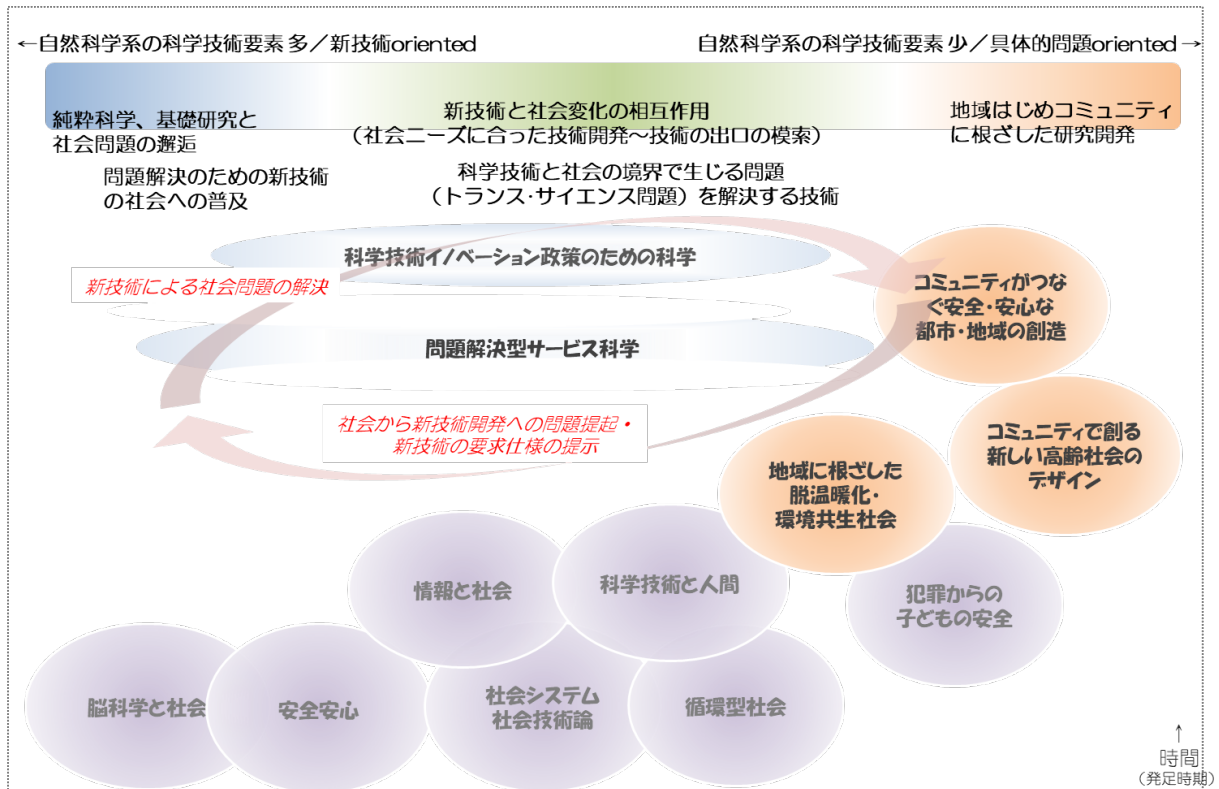 ←自然科学系の科学技術要素 多／新技術oriented
自然科学系の科学技術要素 少／具体的問題oriented→
純粋科学、基礎研究と
社会問題の邂逅
新技術と社会変化の相互作用
（社会ニーズに合った技術開発～技術の出口の模索）
地域はじめコミュニティ
に根ざした研究開発
問題解決のための新技術
の社会への普及
科学技術と社会の境界で生じる問題
（トランス・サイエンス問題）を解決する技術
科学技術イノベーション政策のための科学
新技術による社会問題の解決
コミュニティがつな
ぐ安全・安心な
都市・地域の創造
問題解決型サービス科学
社会から新技術開発への問題提起・
新技術の要求仕様の提示
コミュニティで創る
新しい高齢社会の
デザイン
地域に根ざした
脱温暖化・
環境共生社会
情報と社会
科学技術と人間
犯罪からの
子どもの安全
脳科学と社会
安全安心
社会システム
社会技術論
循環型社会
↑
時間
（発足時期）